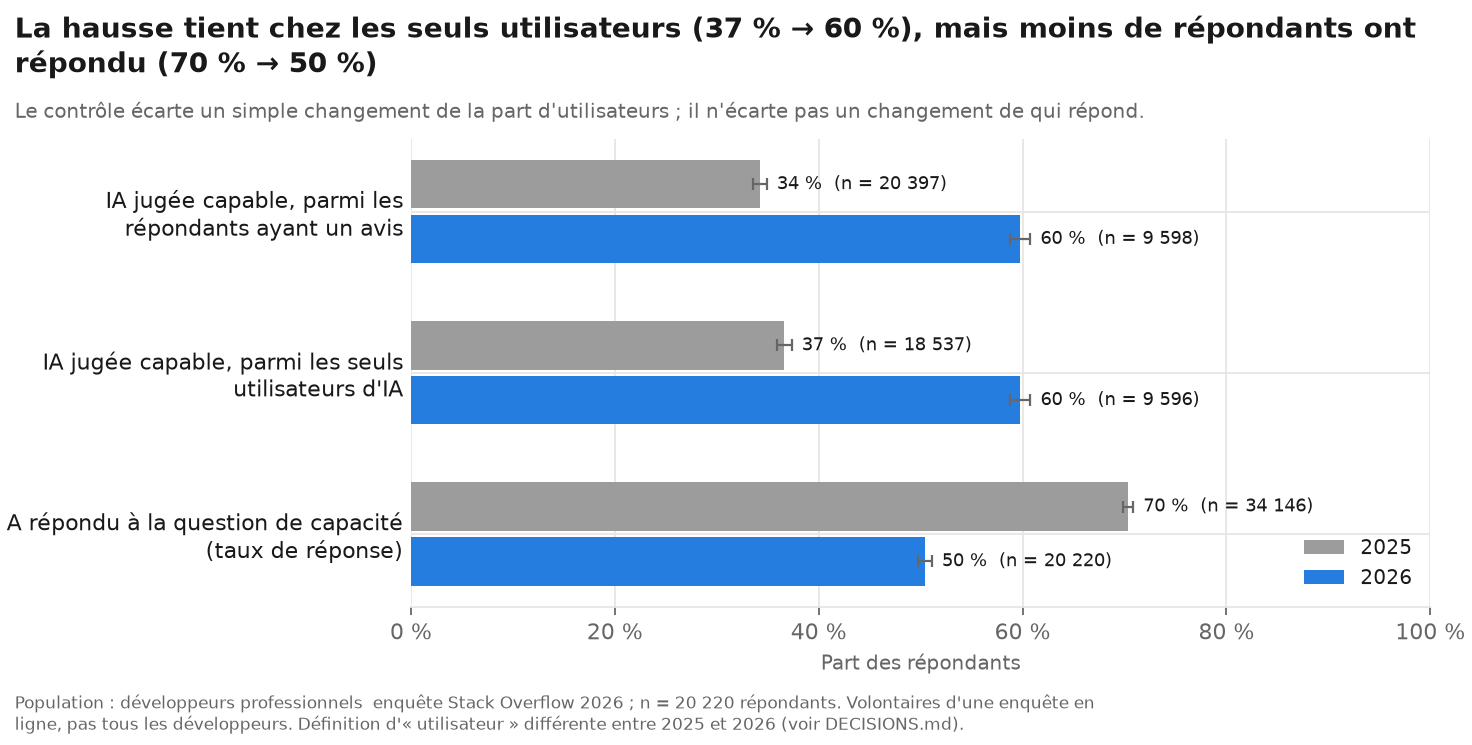 La hausse tient chez les seuls utilisateurs (37 % → 60 %), mais moins de répondants ont
répondu (70 % → 50 %)
Le contrôle écarte un simple changement de la part d'utilisateurs ; il n'écarte pas un changement de qui répond.
IA jugée capable, parmi les
répondants ayant un avis
34 % (n = 20 397)
60 % (n = 9 598)
IA jugée capable, parmi les seuls
utilisateurs d'IA
37 % (n = 18 537)
60 % (n = 9 596)
A répondu à la question de capacité
(taux de réponse)
70 % (n = 34 146)
50 % (n = 20 220)
2025
2026
0 % 20 % 40 % 60 % 80 % 100 %
Part des répondants
Population : développeurs professionnels  enquête Stack Overflow 2026 ; n = 20 220 répondants. Volontaires d'une enquête en
ligne, pas tous les développeurs. Définition d'« utilisateur » différente entre 2025 et 2026 (voir DECISIONS.md).